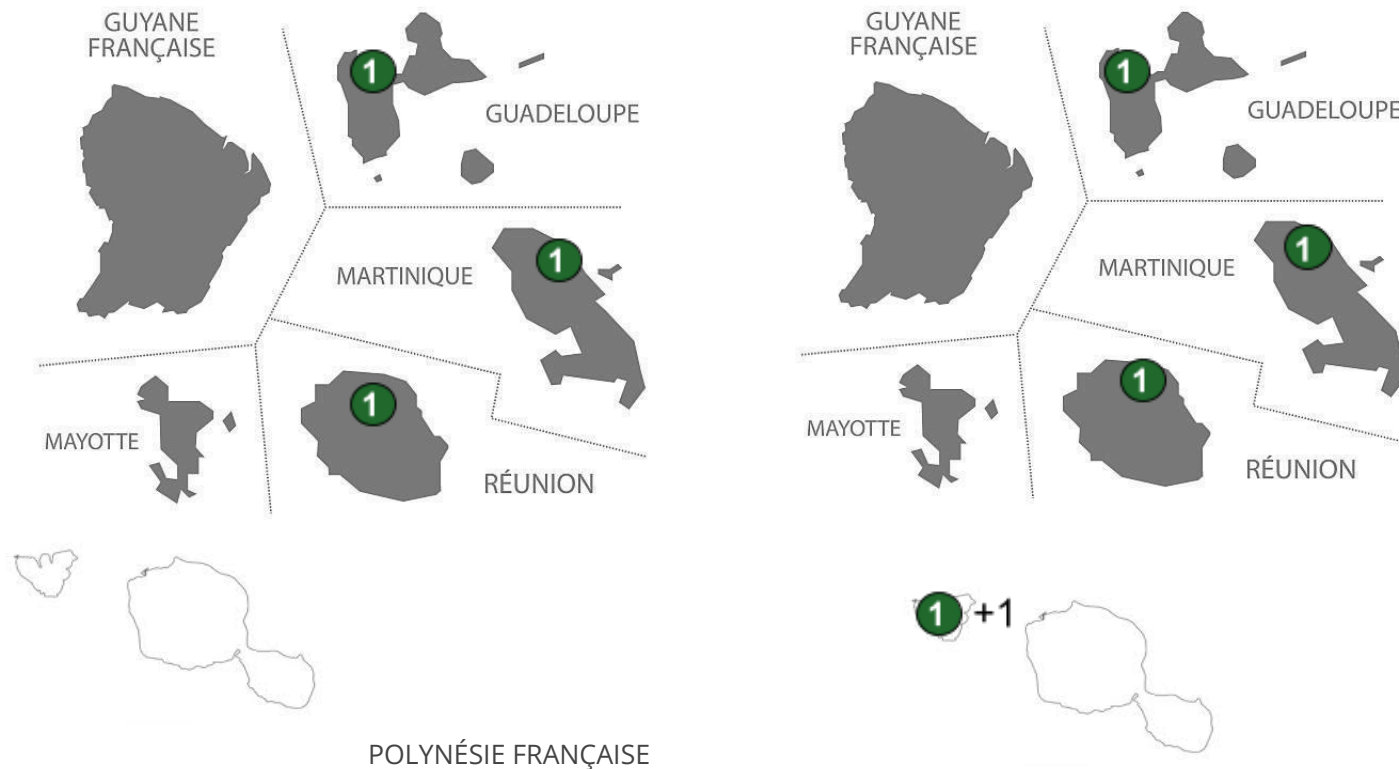 GUYANE
FRANÇAISE
1
GUADELOUPE
MARTINIQUE
1
MAYOTTE
1
RÉUNION
POLYNÉSIE FRANÇAISE
GUYANE
FRANÇAISE
1
GUADELOUPE
MARTINIQUE
1
MAYOTTE
1
RÉUNION
1 +1